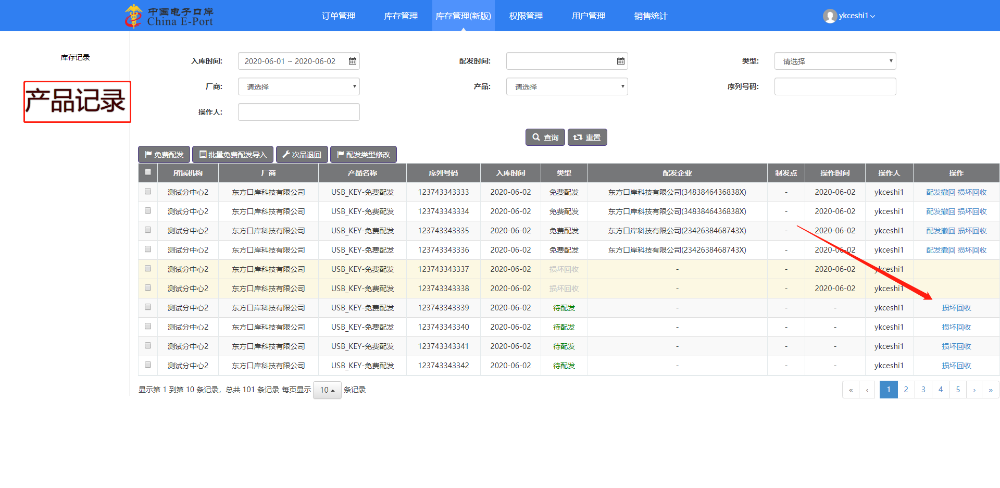 中国电子口岸
China E-Port
订单管理 库存管理 库存管理(新版) 权限管理 用户管理 销售统计 ykceshi1
库存记录
产品记录
入库时间: 2020-06-01 ~ 2020-06-02 配发时间: 类型: 请选择
厂商: 请选择 产品: 请选择 序列号码:
操作人:
查询 重置
免费配发 批量免费配发导入 次品退回 配发类型修改
所属机构 厂商 产品名称 序列号码 入库时间 类型 配发企业 制发点 操作时间 操作人 操作
测试分中心2 东方口岸科技有限公司 USB_KEY-免费配发 123743343333 2020-06-02 免费配发 东方口岸科技有限公司(3483846436838X) - 2020-06-02 ykceshi1 配发撤回 损坏回收
测试分中心2 东方口岸科技有限公司 USB_KEY-免费配发 123743343334 2020-06-02 免费配发 东方口岸科技有限公司(3483846436838X) - 2020-06-02 ykceshi1 配发撤回 损坏回收
测试分中心2 东方口岸科技有限公司 USB_KEY-免费配发 123743343335 2020-06-02 免费配发 东方口岸科技有限公司(2342638468743X) - 2020-06-02 ykceshi1 配发撤回 损坏回收
测试分中心2 东方口岸科技有限公司 USB_KEY-免费配发 123743343336 2020-06-02 免费配发 东方口岸科技有限公司(2342638468743X) - 2020-06-02 ykceshi1 配发撤回 损坏回收
测试分中心2 东方口岸科技有限公司 USB_KEY-免费配发 123743343337 2020-06-02 损坏回收 - - 2020-06-02 ykceshi1
测试分中心2 东方口岸科技有限公司 USB_KEY-免费配发 123743343338 2020-06-02 损坏回收 - - 2020-06-02 ykceshi1
测试分中心2 东方口岸科技有限公司 USB_KEY-免费配发 123743343339 2020-06-02 待配发 - - - ykceshi1 损坏回收
测试分中心2 东方口岸科技有限公司 USB_KEY-免费配发 123743343340 2020-06-02 待配发 - - - ykceshi1 损坏回收
测试分中心2 东方口岸科技有限公司 USB_KEY-免费配发 123743343341 2020-06-02 待配发 - - - ykceshi1 损坏回收
测试分中心2 东方口岸科技有限公司 USB_KEY-免费配发 123743343342 2020-06-02 待配发 - - - ykceshi1 损坏回收
显示第 1 到第 10 条记录，总共 101 条记录 每页显示 10 条记录 « ‹ 1 2 3 4 5 › »